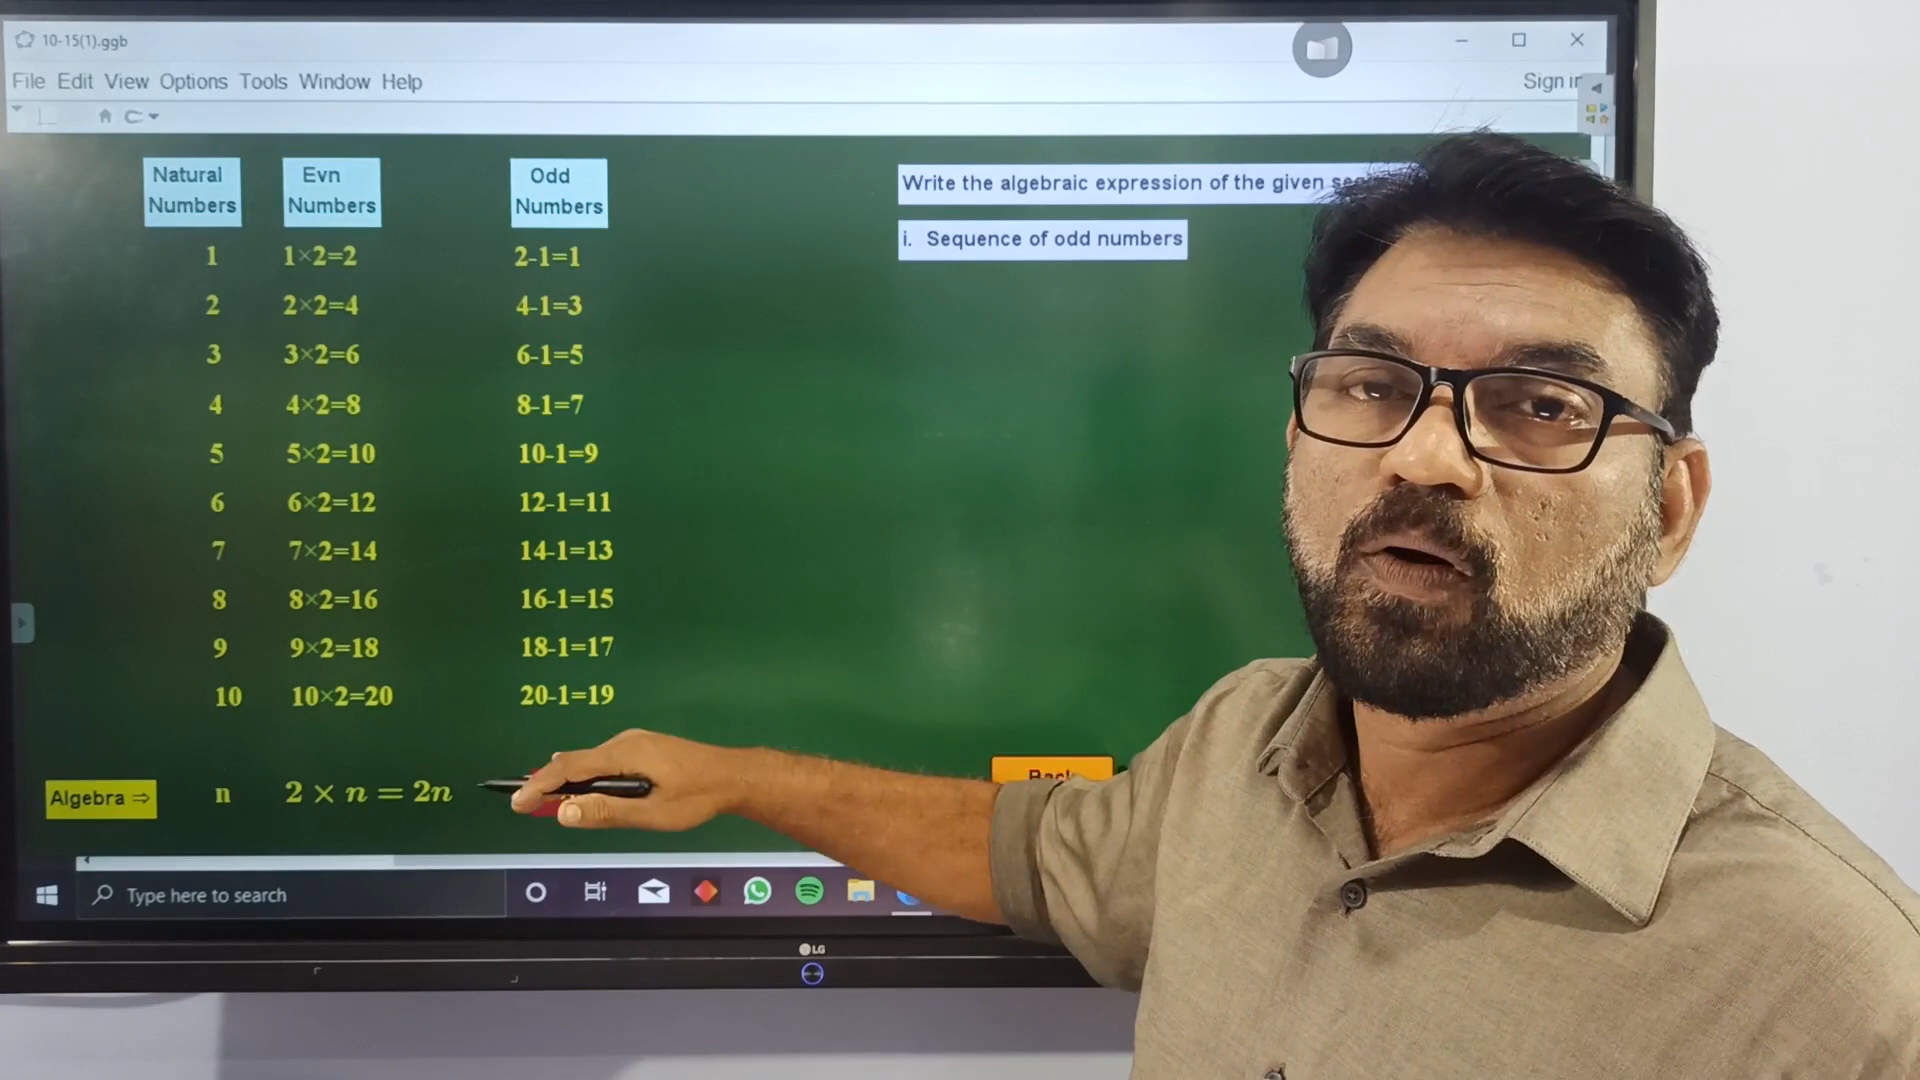 10-15(1).ggb
File Edit View Options Tools Window Help
Sign in
Natural Numbers
Evn Numbers
Odd Numbers
1 1×2=2 2-1=1
2 2×2=4 4-1=3
3 3×2=6 6-1=5
4 4×2=8 8-1=7
5 5×2=10 10-1=9
6 6×2=12 12-1=11
7 7×2=14 14-1=13
8 8×2=16 16-1=15
9 9×2=18 18-1=17
10 10×2=20 20-1=19
Algebra ⇒ n 2 × n = 2n
Write the algebraic expression of the given
i. Sequence of odd numbers
Back
Type here to search
LG